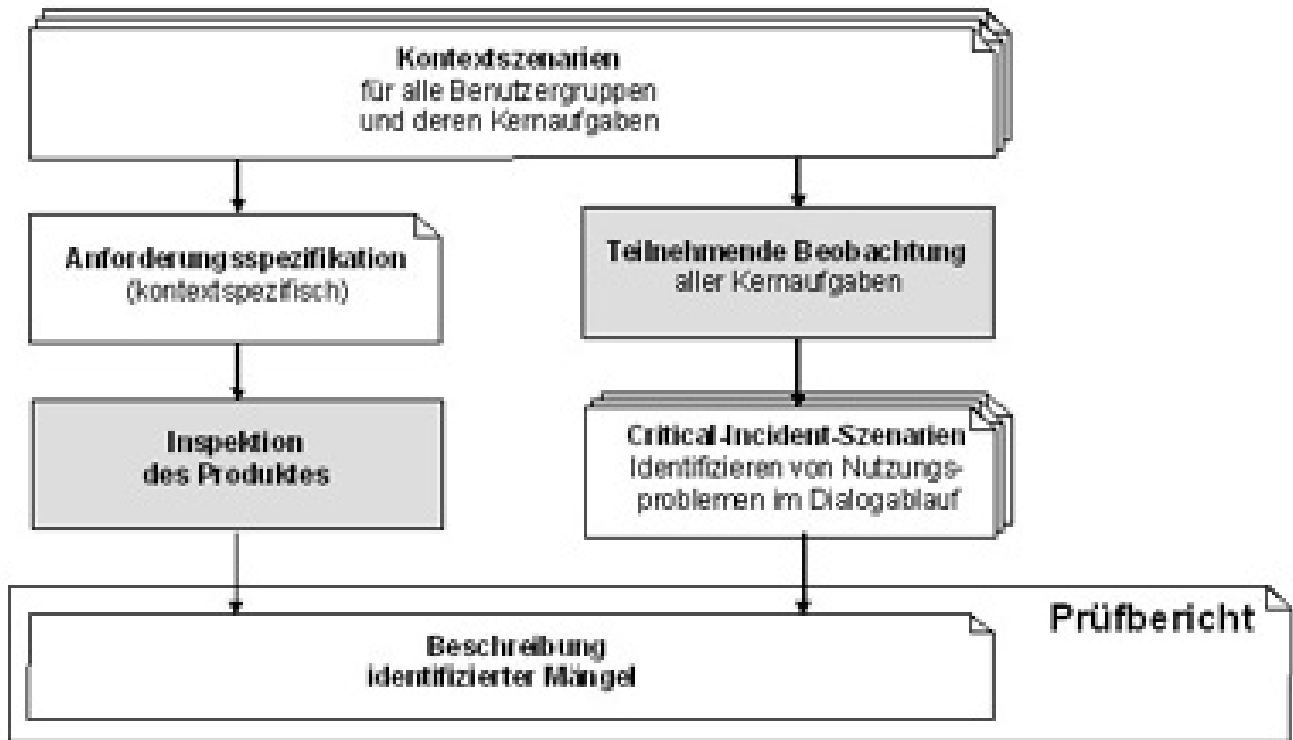 Kontextszenarien
für alle Benutzergruppen
und deren Kernaufgaben
Anforderungsspezifikation
(kontextspezifisch)
Teilnehmende Beobachtung
aller Kernaufgaben
Inspektion
des Produktes
Critical-Incident-Szenarien
Identifizieren von Nutzungs-
problemen im Dialogablauf
Prüfbericht
Beschreibung
identifizierter Mängel